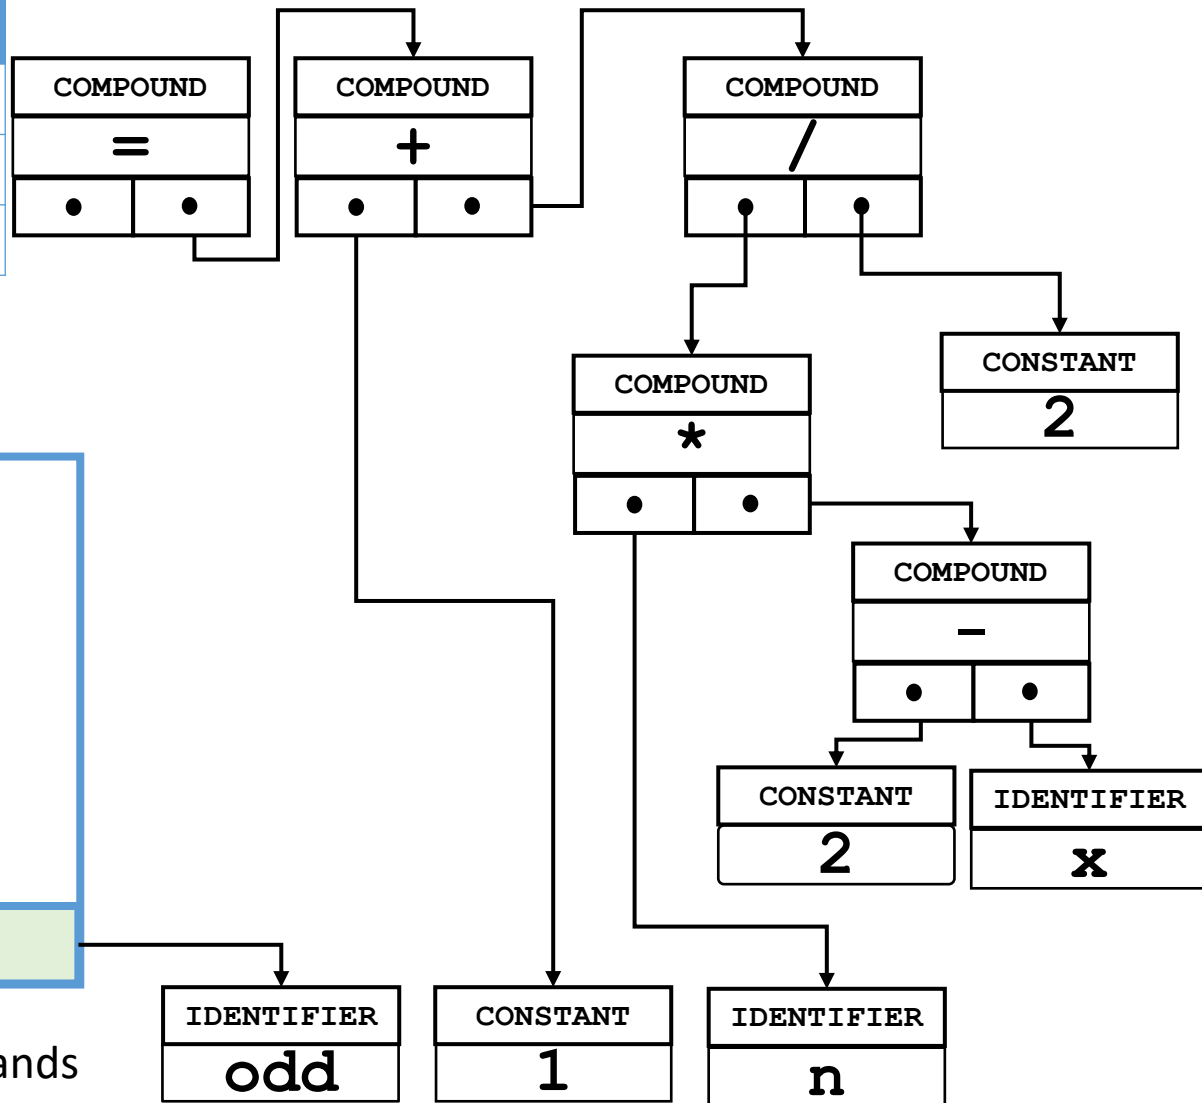 COMPOUND
=
COMPOUND
+
COMPOUND
/
COMPOUND
*
CONSTANT
2
COMPOUND
-
CONSTANT
2
IDENTIFIER
x
IDENTIFIER
odd
CONSTANT
1
IDENTIFIER
n
ands